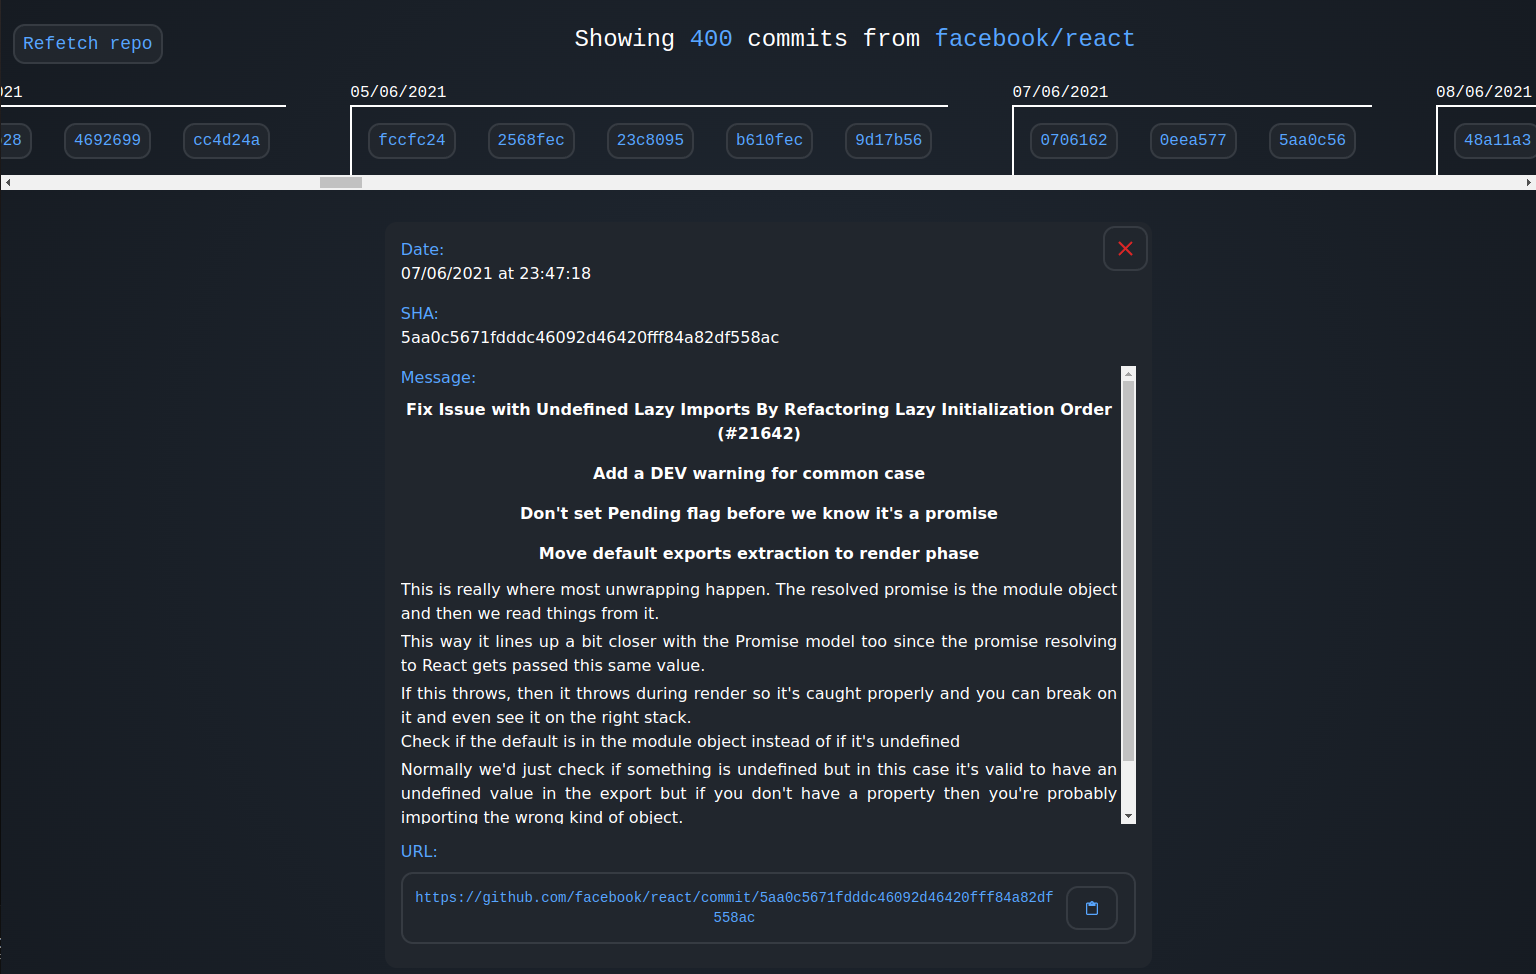 Refetch repo
Showing 400 commits from facebook/react
021
05/06/2021
07/06/2021
08/06/2021
28
4692699
cc4d24a
fccfc24
2568fec
23c8095
b610fec
9d17b56
0706162
0eea577
5aa0c56
48a11a3
Date:
07/06/2021 at 23:47:18
SHA:
5aa0c5671fdddc46092d46420fff84a82df558ac
Message:
Fix Issue with Undefined Lazy Imports By Refactoring Lazy Initialization Order
(#21642)
Add a DEV warning for common case
Don't set Pending flag before we know it's a promise
Move default exports extraction to render phase
This is really where most unwrapping happen. The resolved promise is the module object
and then we read things from it.
This way it lines up a bit closer with the Promise model too since the promise resolving
to React gets passed this same value.
If this throws, then it throws during render so it's caught properly and you can break on
it and even see it on the right stack.
Check if the default is in the module object instead of if it's undefined
Normally we'd just check if something is undefined but in this case it's valid to have an
undefined value in the export but if you don't have a property then you're probably
importing the wrong kind of object.
URL:
https://github.com/facebook/react/commit/5aa0c5671fdddc46092d46420fff84a82df
558ac